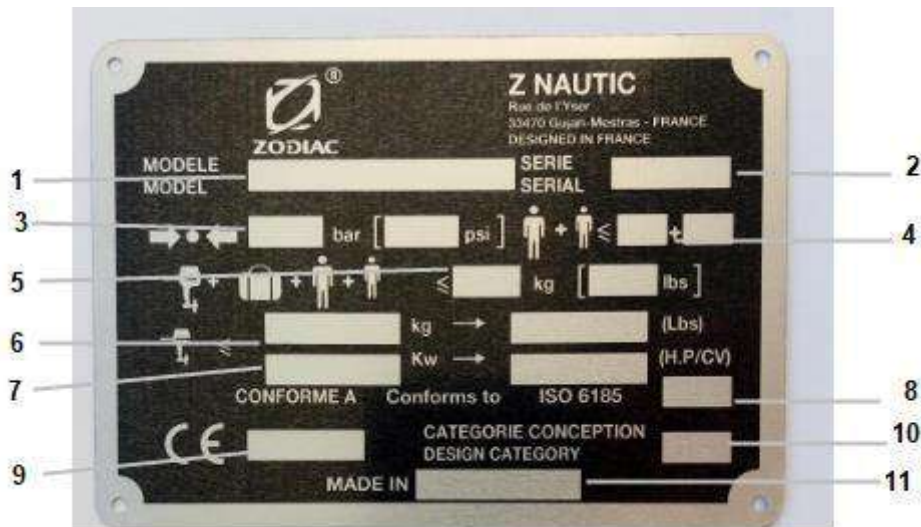 ®
Z NAUTIC
Rue de l'Yser
33470 Gujan-Mestras - FRANCE
DESIGNED IN FRANCE
ZODIAC
MODELE
MODEL
SERIE
SERIAL
1
2
3
bar [ psi ] + ≤ +
4
5
+ + + ≤ kg [ lbs ]
6
≤ kg → (Lbs)
7
Kw → (H.P/CV)
CONFORME A Conforms to ISO 6185
8
9
CE
CATEGORIE CONCEPTION
DESIGN CATEGORY
10
MADE IN
11